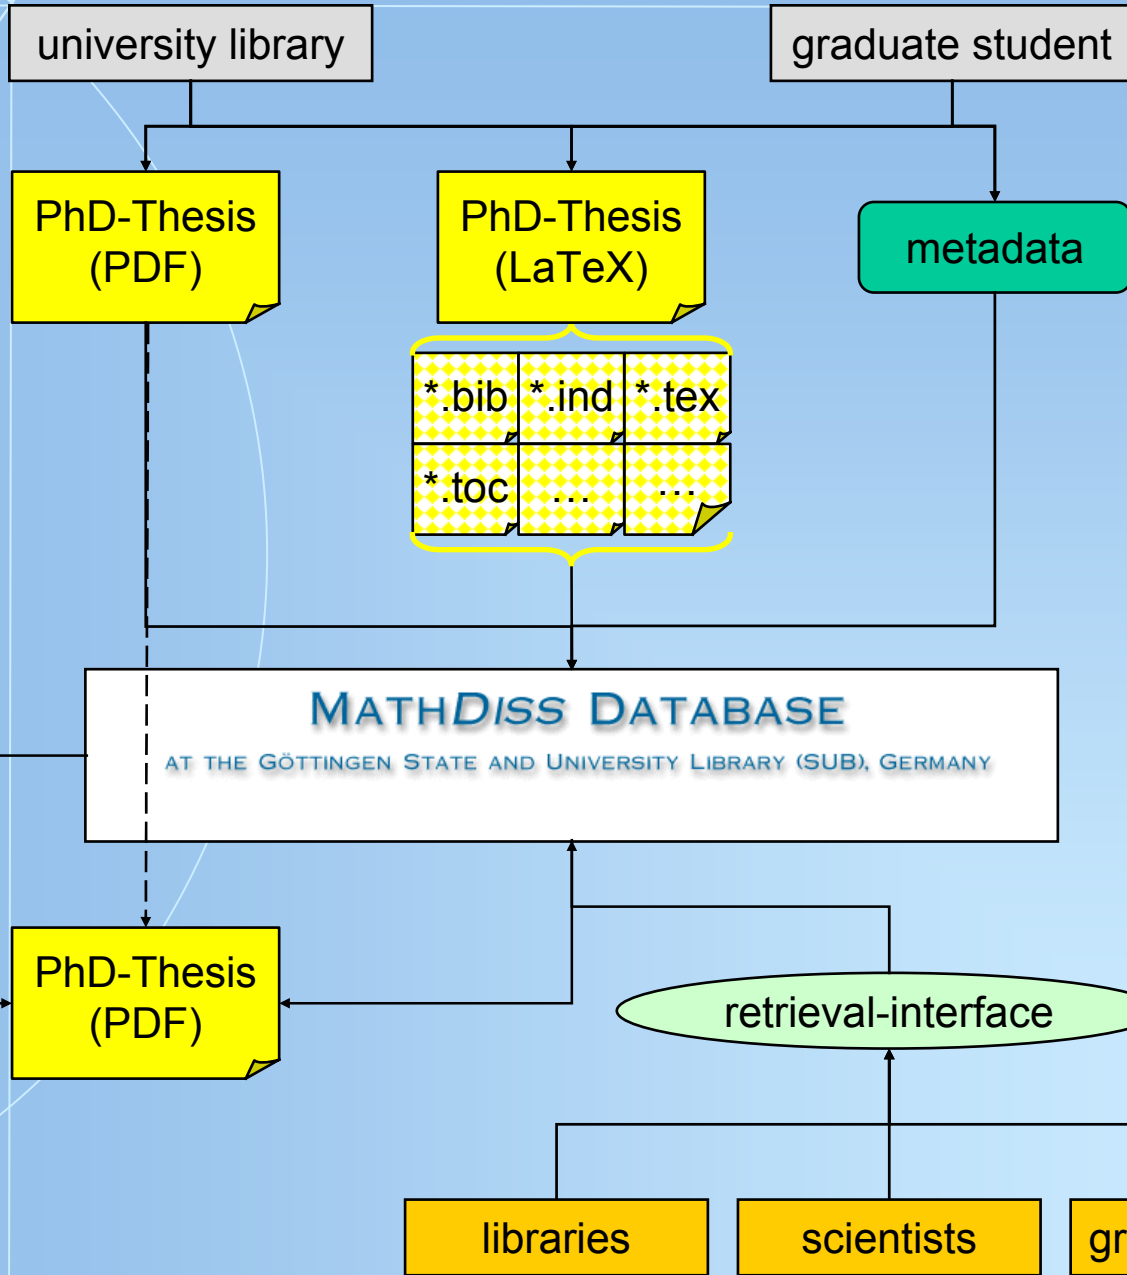 university library
graduate student
PhD-Thesis
(PDF)
PhD-Thesis
(LaTeX)
metadata
*.bib
*.ind
*.tex
*.toc
...
...
MATHDISS DATABASE
AT THE GÖTTINGEN STATE AND UNIVERSITY LIBRARY (SUB), GERMANY
PhD-Thesis
(PDF)
retrieval-interface
libraries
scientists
gr